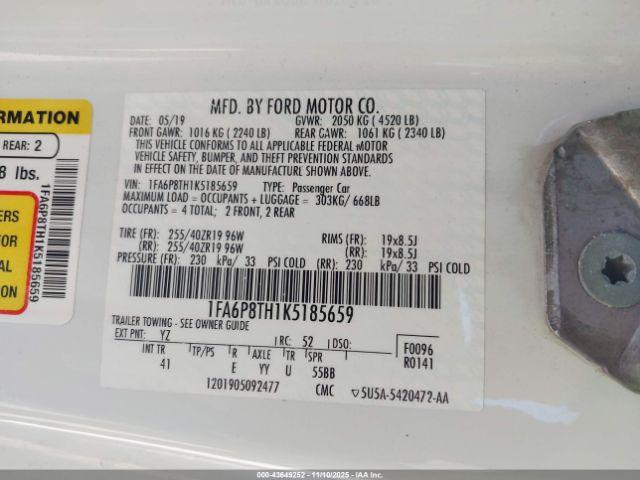 MFD. BY FORD MOTOR CO.
DATE: 05/19 GVWR: 2050 KG ( 4520 LB)
FRONT GAWR: 1016 KG ( 2240 LB) REAR GAWR: 1061 KG ( 2340 LB)
THIS VEHICLE CONFORMS TO ALL APPLICABLE FEDERAL MOTOR
VEHICLE SAFETY, BUMPER, AND THEFT PREVENTION STANDARDS
IN EFFECT ON THE DATE OF MANUFACTURE SHOWN ABOVE.
VIN: 1FA6P8TH1K5185659 TYPE: Passenger Car
MAXIMUM LOAD = OCCUPANTS + LUGGAGE = 303KG/ 668LB
OCCUPANTS = 4 TOTAL; 2 FRONT, 2 REAR
TIRE (FR): 255/40ZR19 96W RIMS (FR): 19x8.5J
(RR): 255/40ZR19 96W (RR): 19x8.5J
PRESSURE (FR): 230 kPa/ 33 PSI COLD (RR): 230 kPa/ 33 PSI COLD
1FA6P8TH1K5185659
TRAILER TOWING - SEE OWNER GUIDE
EXT PNT: YZ RC: 52 DSO: F0096
R0141
INT TR TP/PS R AXLE TR SPR
41 E YY U 55BB
1201905092477 CMC 5U5A-5420472-AA
ORMATION
REAR: 2
8 lbs.
ERS
FOR
AL
ON
1FA6P8TH1K5185659
IAA - 43649252 - 11/10/2025 - IAAI.com